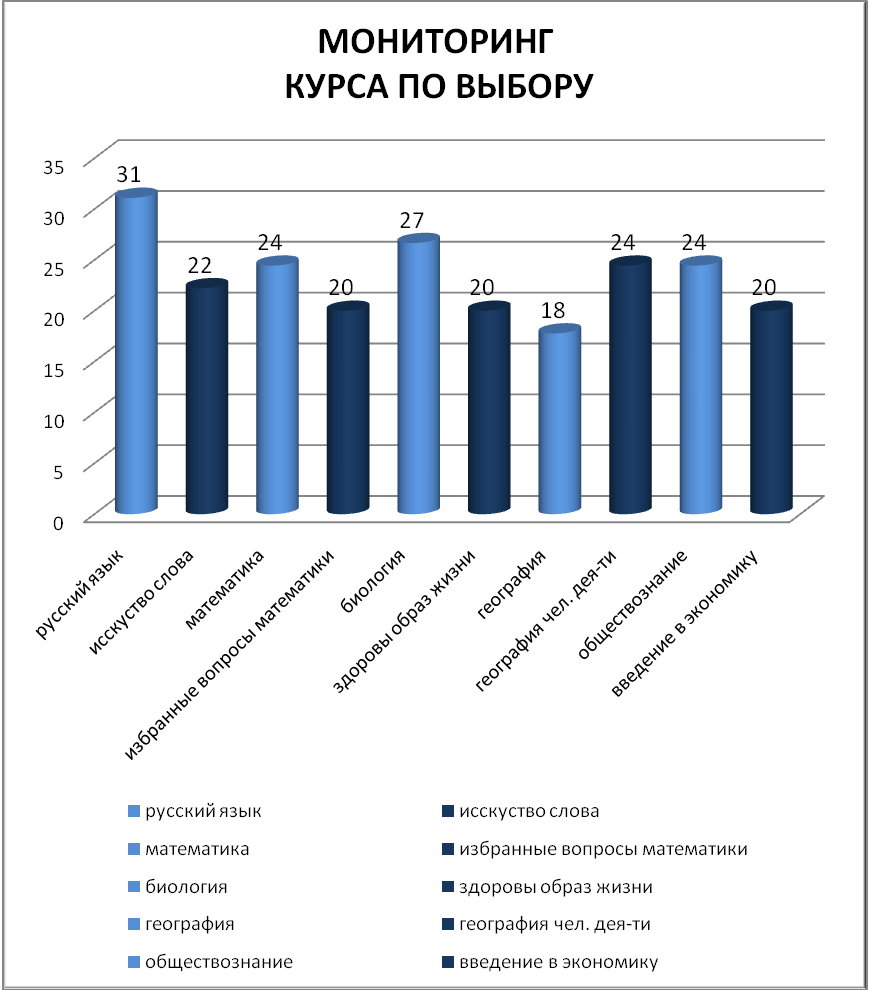 МОНИТОРИНГ
КУРСА ПО ВЫБОРУ
35
30
25
20
15
10
5
0
31
22
24
20
27
20
18
24
24
20
русский язык
исскуство слова
математика
избранные вопросы математики
биология
здоровы образ жизни
география
география чел. дея-ти
обществознание
введение в экономику
русский язык
исскуство слова
математика
избранные вопросы математики
биология
здоровы образ жизни
география
география чел. дея-ти
обществознание
введение в экономику